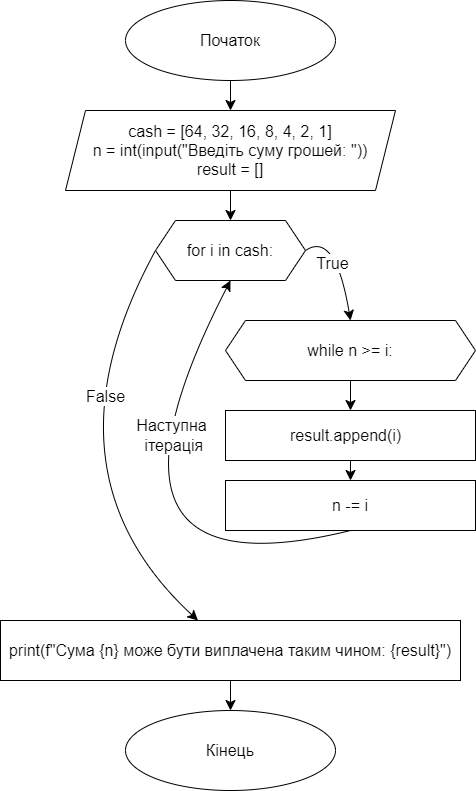 Початок
cash = [64, 32, 16, 8, 4, 2, 1]
n = int(input("Введіть суму грошей: "))
result = []
for i in cash:
True
while n >= i:
False
Наступна
ітерація
result.append(i)
n -= i
print(f"Сума {n} може бути виплачена таким чином: {result}")
Кінець